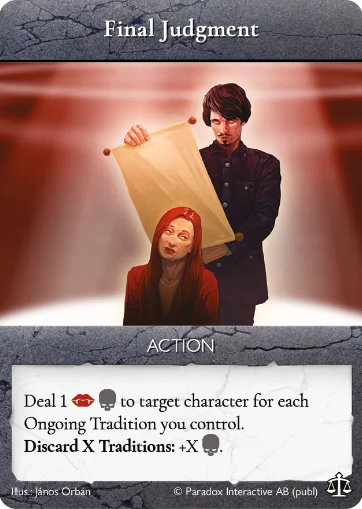 Final Judgment
ACTION
Deal 1 to target character for each
Ongoing Tradition you control.
Discard X Traditions: +X .
Illus.: János Orbán © Paradox Interactive AB (publ)